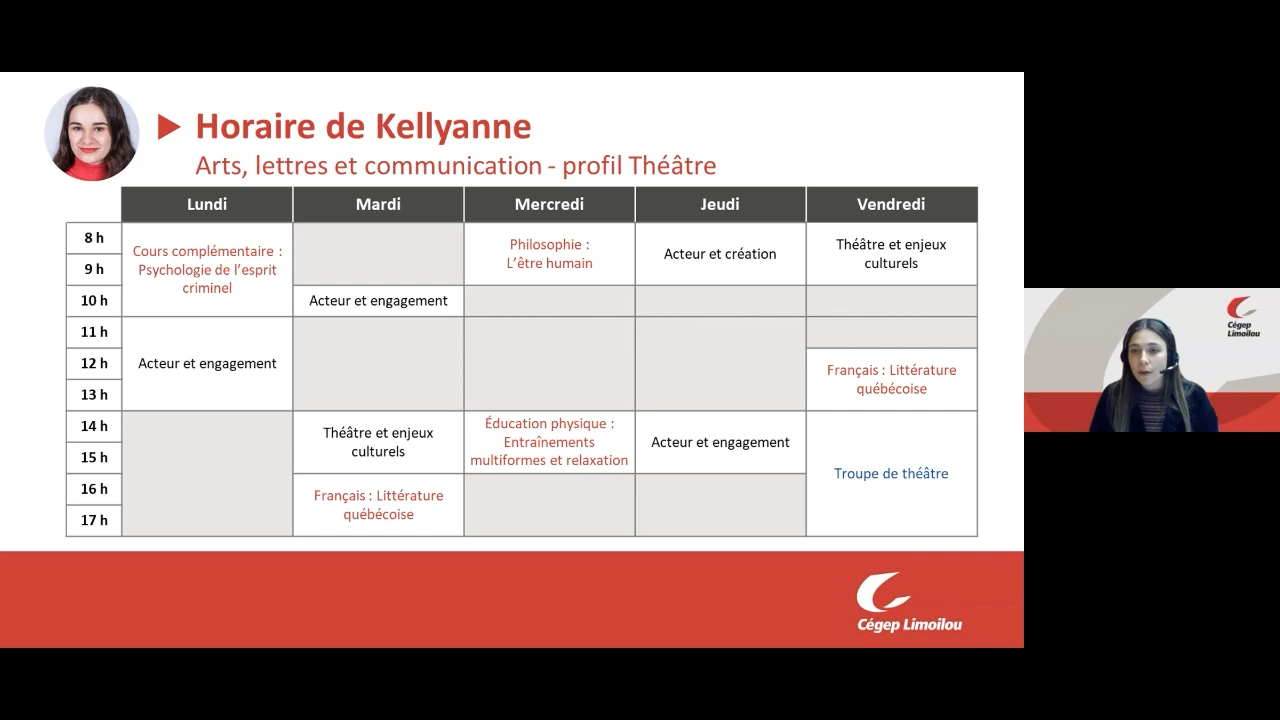 Horaire de Kellyanne
Arts, lettres et communication - profil Théâtre
Lundi Mardi Mercredi Jeudi Vendredi
8 h
9 h
10 h
11 h
12 h
13 h
14 h
15 h
16 h
17 h
Cours complémentaire :
Psychologie de l'esprit
criminel
Acteur et engagement
Acteur et engagement
Théâtre et enjeux
culturels
Français : Littérature
québécoise
Philosophie :
L'être humain
Éducation physique :
Entraînements
multiformes et relaxation
Acteur et création
Acteur et engagement
Théâtre et enjeux
culturels
Français : Littérature
québécoise
Troupe de théâtre
Cégep Limoilou
Cégep
Limoilou